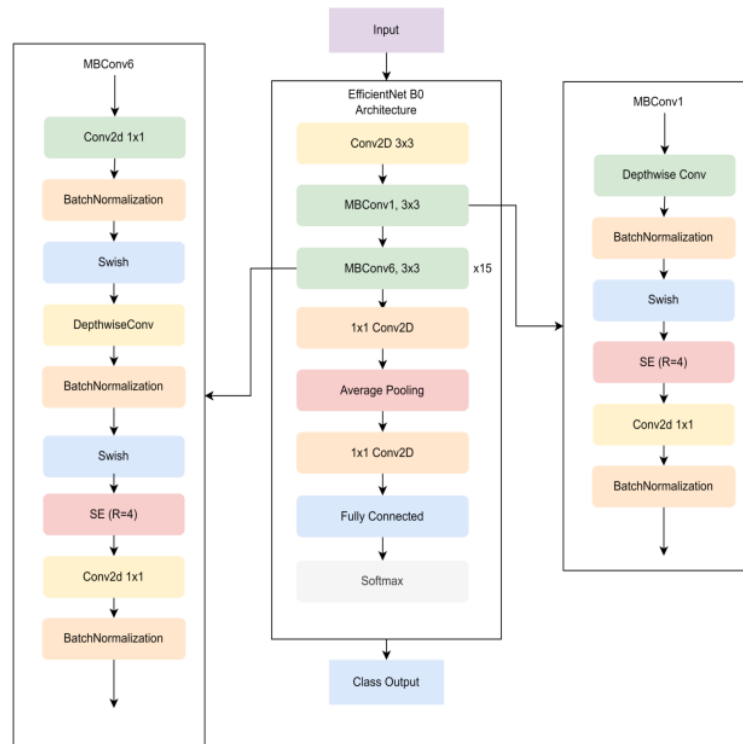 MBConv6
Conv2d 1x1
BatchNormalization
Swish
DepthwiseConv
BatchNormalization
Swish
SE (R=4)
Conv2d 1x1
BatchNormalization
Input
EfficientNet B0
Architecture
Conv2D 3x3
MBConv1, 3x3
MBConv6, 3x3
x15
1x1 Conv2D
Average Pooling
1x1 Conv2D
Fully Connected
Softmax
Class Output
MBConv1
Depthwise Conv
BatchNormalization
Swish
SE (R=4)
Conv2d 1x1
BatchNormalization